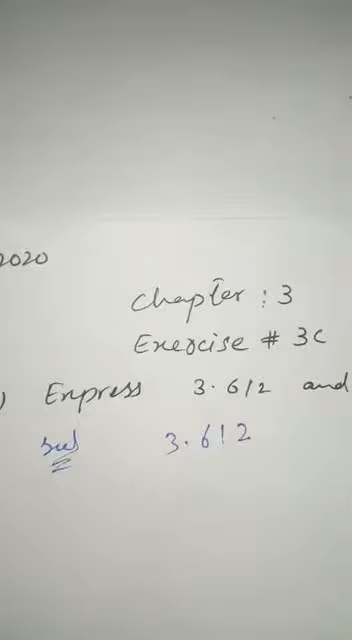 2020
Chapter : 3
Exercise # 3C
) Express 3.612 and
Sol 3.612